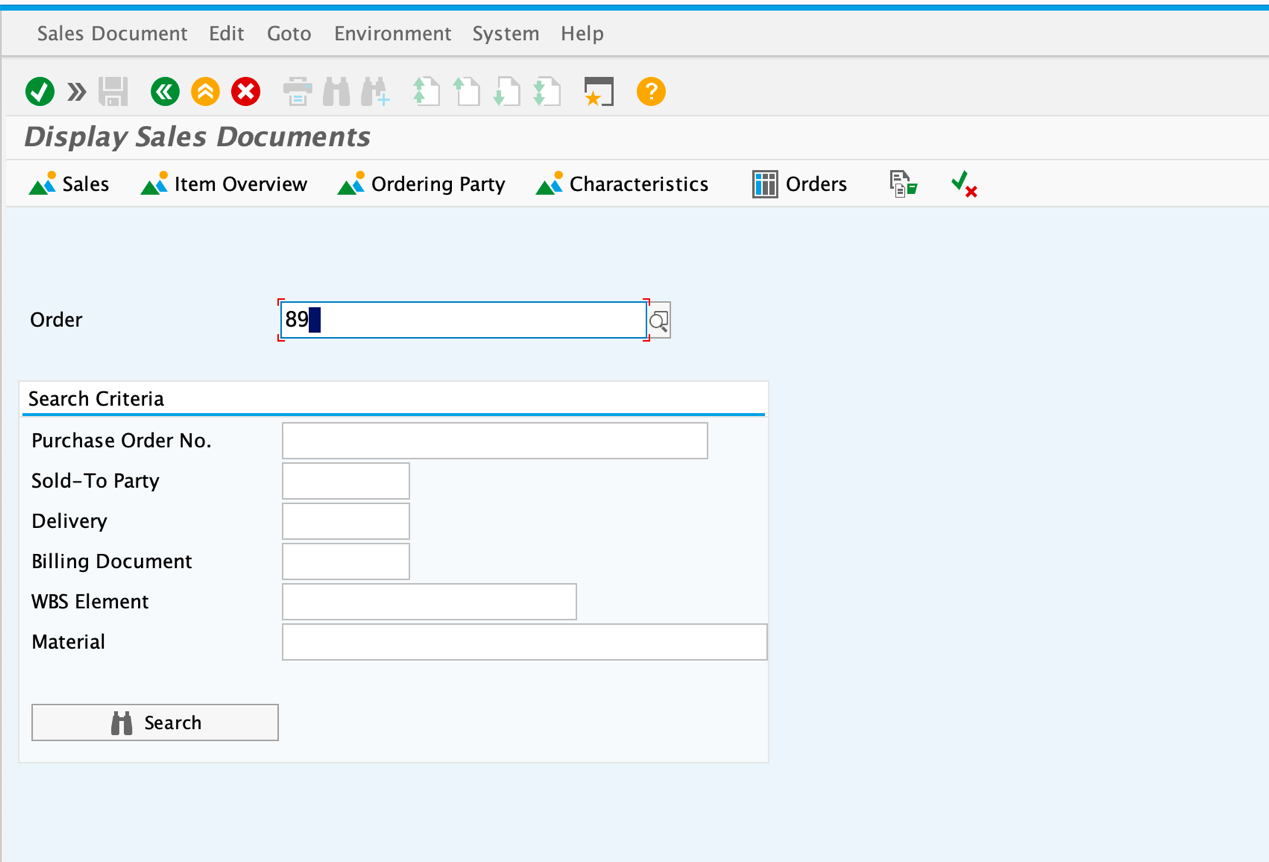 Sales Document Edit Goto Environment System Help
Display Sales Documents
Sales Item Overview Ordering Party Characteristics Orders
Order 89
Search Criteria
Purchase Order No.
Sold-To Party
Delivery
Billing Document
WBS Element
Material
Search